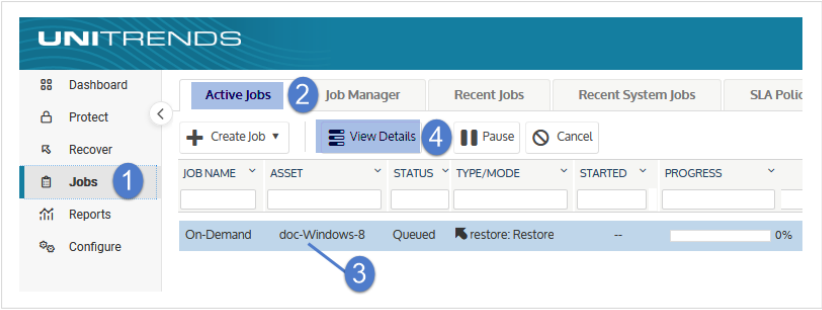 UNITRENDS
Dashboard
Protect
Recover
Jobs 1
Reports
Configure
Active Jobs 2 Job Manager Recent Jobs Recent System Jobs SLA Polic
Create Job View Details 4 Pause Cancel
JOB NAME ASSET STATUS TYPE/MODE STARTED PROGRESS
On-Demand doc-Windows-8 Queued restore: Restore -- 0%
3